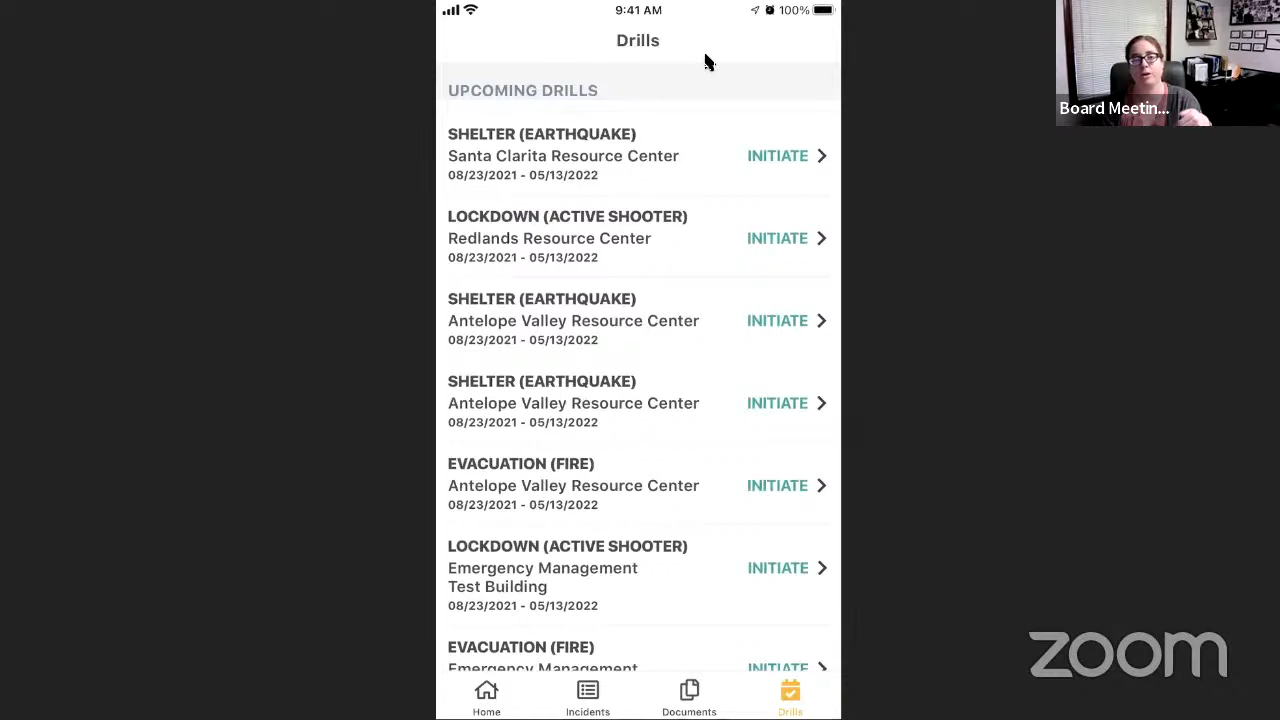 9:41 AM
100%
Drills
UPCOMING DRILLS
SHELTER (EARTHQUAKE)
Santa Clarita Resource Center
INITIATE
08/23/2021 - 05/13/2022
LOCKDOWN (ACTIVE SHOOTER)
Redlands Resource Center
INITIATE
08/23/2021 - 05/13/2022
SHELTER (EARTHQUAKE)
Antelope Valley Resource Center
INITIATE
08/23/2021 - 05/13/2022
SHELTER (EARTHQUAKE)
Antelope Valley Resource Center
INITIATE
08/23/2021 - 05/13/2022
EVACUATION (FIRE)
Antelope Valley Resource Center
INITIATE
08/23/2021 - 05/13/2022
LOCKDOWN (ACTIVE SHOOTER)
Emergency Management
Test Building
INITIATE
08/23/2021 - 05/13/2022
EVACUATION (FIRE)
Emergency Management
INITIATE
Home
Incidents
Documents
Drills
Board Meetin...
zoom